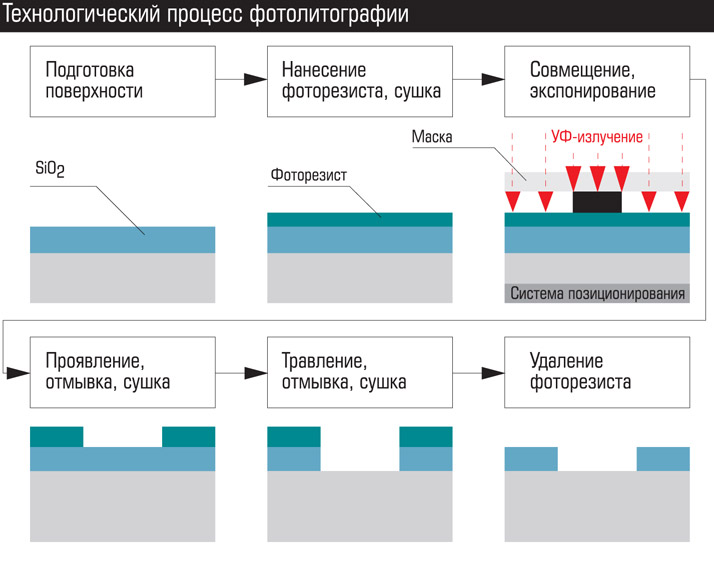 Технологический процесс фотолитографии
Подготовка
поверхности
Нанесение
фоторезиста, сушка
Совмещение,
экспонирование
SiO2
Фоторезист
Маска
УФ-излучение
Система позиционирования
Проявление,
отмывка, сушка
Травление,
отмывка, сушка
Удаление
фоторезиста